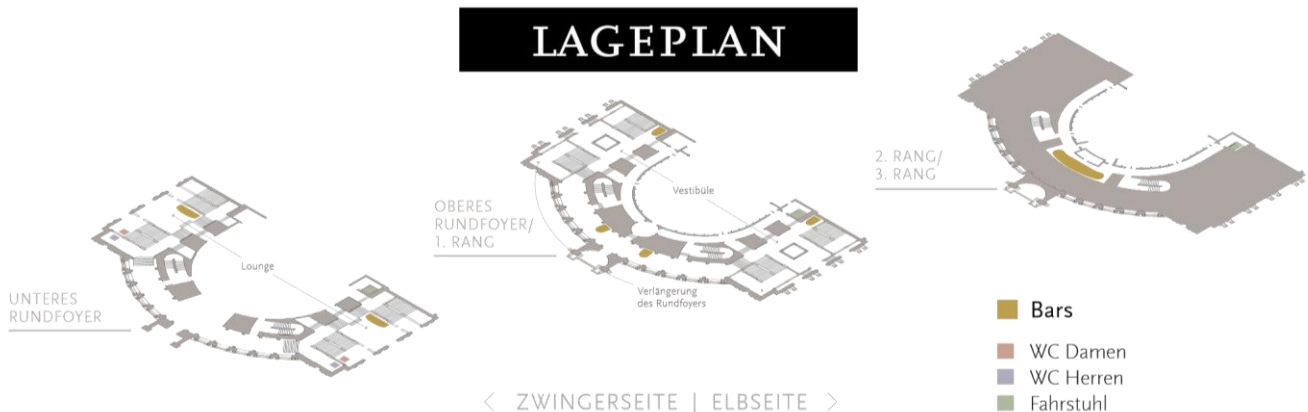 LAGEPLAN
2. RANG/
3. RANG
Vestibüle
OBERES
RUNDFOYER/
1. RANG
Lounge
Verlängerung
des Rundfoyers
UNTERES
RUNDFOYER
Bars
WC Damen
WC Herren
Fahrstuhl
< ZWINGERSEITE | ELBSEITE >